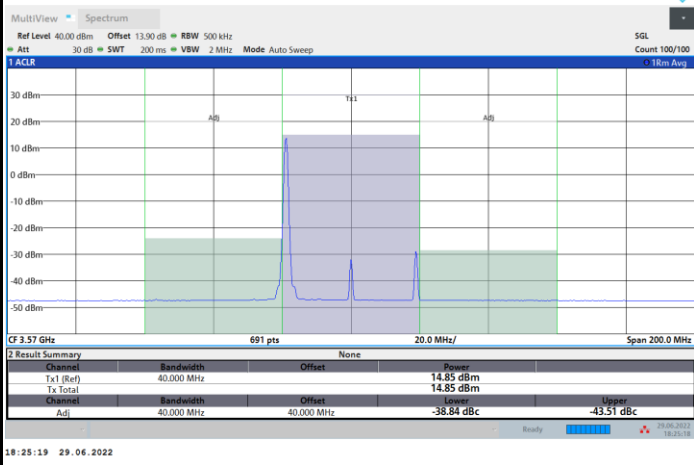 MultiView Spectrum
Ref Level 40.00 dBm Offset 13.90 dB RBW 500 kHz SGL
Att 30 dB SWT 200 ms VBW 2 MHz Mode Auto Sweep Count 100/100
1 ACLR 1Rm Avg
30 dBm
Tx1
20 dBm
Adj Adj
10 dBm
0 dBm
-10 dBm
-20 dBm
-30 dBm
-40 dBm
-50 dBm
CF 3.57 GHz 691 pts 20.0 MHz/ Span 200.0 MHz
2 Result Summary None
Channel Bandwidth Offset Power
Tx1 (Ref) 40.000 MHz 14.85 dBm
Tx Total 14.85 dBm
Channel Bandwidth Offset Lower Upper
Adj 40.000 MHz 40.000 MHz -38.84 dBc -43.51 dBc
Ready 29.06.2022
18:25:18
18:25:19 29.06.2022